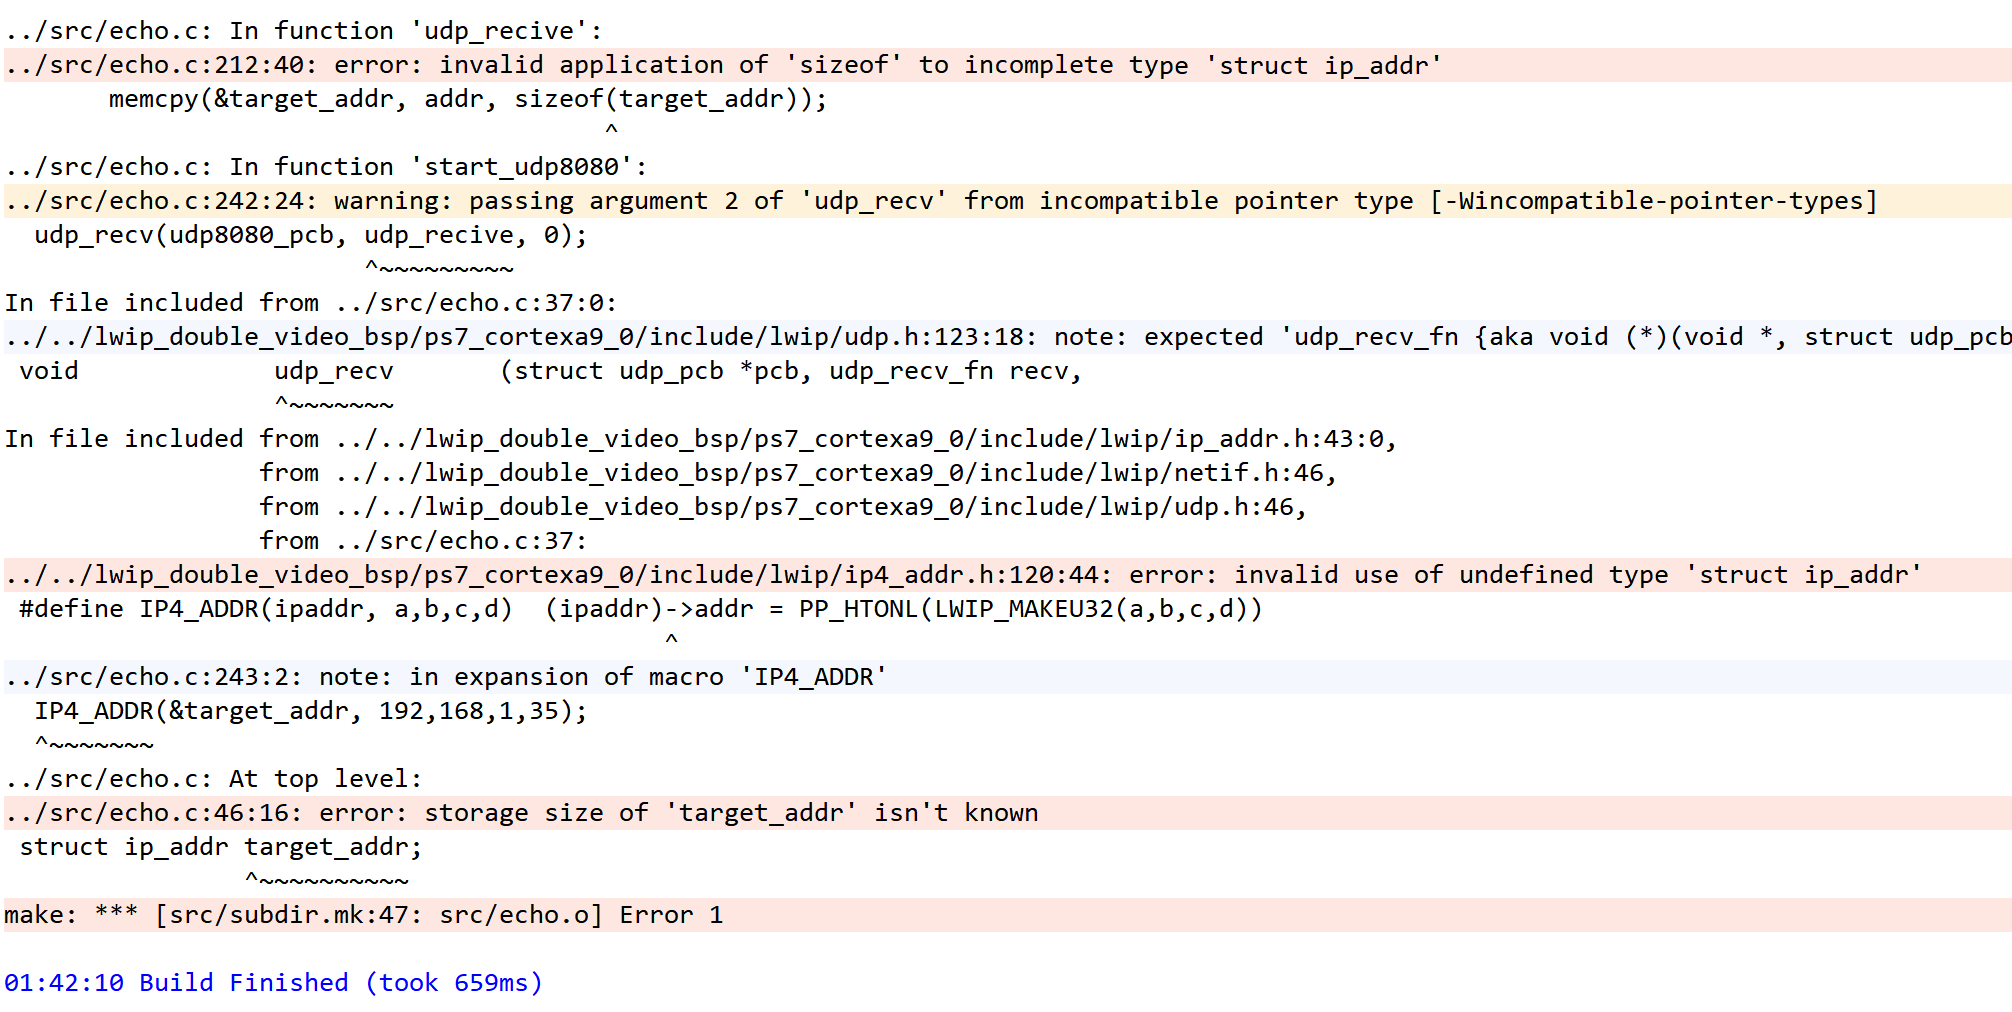 ../src/echo.c: In function 'udp_recive':
../src/echo.c:212:40: error: invalid application of 'sizeof' to incomplete type 'struct ip_addr'
       memcpy(&target_addr, addr, sizeof(target_addr));
                                        ^
../src/echo.c: In function 'start_udp8080':
../src/echo.c:242:24: warning: passing argument 2 of 'udp_recv' from incompatible pointer type [-Wincompatible-pointer-types]
  udp_recv(udp8080_pcb, udp_recive, 0);
                        ^~~~~~~~~~
In file included from ../src/echo.c:37:0:
../../lwip_double_video_bsp/ps7_cortexa9_0/include/lwip/udp.h:123:18: note: expected 'udp_recv_fn {aka void (*)(void *, struct udp_pcb
 void             udp_recv       (struct udp_pcb *pcb, udp_recv_fn recv,
                  ^~~~~~~~
In file included from ../../lwip_double_video_bsp/ps7_cortexa9_0/include/lwip/ip_addr.h:43:0,
                 from ../../lwip_double_video_bsp/ps7_cortexa9_0/include/lwip/netif.h:46,
                 from ../../lwip_double_video_bsp/ps7_cortexa9_0/include/lwip/udp.h:46,
                 from ../src/echo.c:37:
../../lwip_double_video_bsp/ps7_cortexa9_0/include/lwip/ip4_addr.h:120:44: error: invalid use of undefined type 'struct ip_addr'
 #define IP4_ADDR(ipaddr, a,b,c,d)  (ipaddr)->addr = PP_HTONL(LWIP_MAKEU32(a,b,c,d))
                                            ^
../src/echo.c:243:2: note: in expansion of macro 'IP4_ADDR'
  IP4_ADDR(&target_addr, 192,168,1,35);
  ^~~~~~~~
../src/echo.c: At top level:
../src/echo.c:46:16: error: storage size of 'target_addr' isn't known
 struct ip_addr target_addr;
                ^~~~~~~~~~~
make: *** [src/subdir.mk:47: src/echo.o] Error 1
01:42:10 Build Finished (took 659ms)